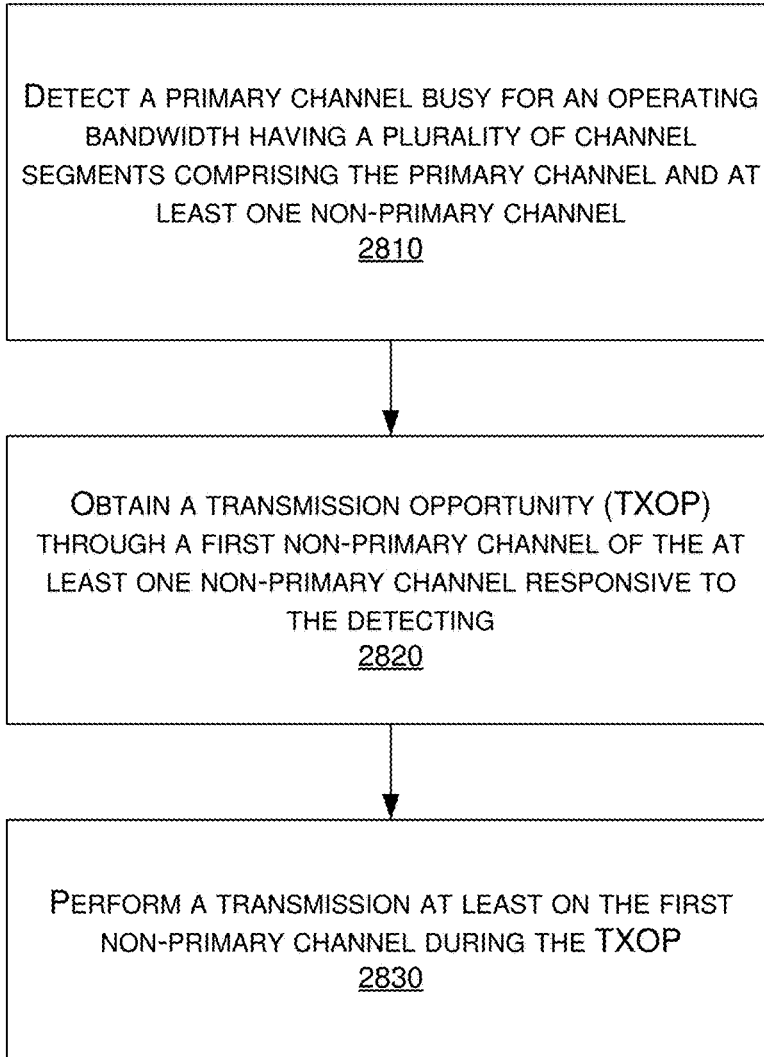 DETECT A PRIMARY CHANNEL BUSY FOR AN OPERATING
BANDWIDTH HAVING A PLURALITY OF CHANNEL
SEGMENTS COMPRISING THE PRIMARY CHANNEL AND AT
LEAST ONE NON-PRIMARY CHANNEL
2810
OBTAIN A TRANSMISSION OPPORTUNITY (TXOP)
THROUGH A FIRST NON-PRIMARY CHANNEL OF THE AT
LEAST ONE NON-PRIMARY CHANNEL RESPONSIVE TO
THE DETECTING
2820
PERFORM A TRANSMISSION AT LEAST ON THE FIRST
NON-PRIMARY CHANNEL DURING THE TXOP
2830